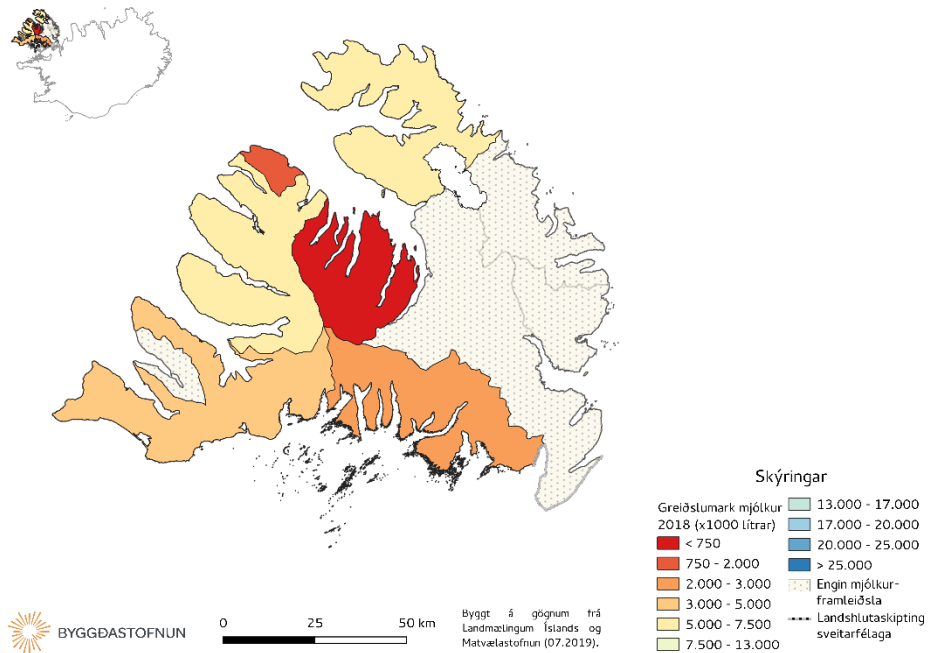 Skýringar
Greiðslumark mjólkur
2018 (x1000 lítrar)
< 750
750 - 2.000
2.000 - 3.000
3.000 - 5.000
5.000 - 7.500
7.500 - 13.000
13.000 - 17.000
17.000 - 20.000
20.000 - 25.000
> 25.000
Engin mjólkur-
framleiðsla
Landshlutaskipting
sveitarfélaga
BYGGÐASTOFNUN
0 25 50 km
Byggt á gögnum frá
Landmælingum Íslands og
Matvælastofnun (07.2019).